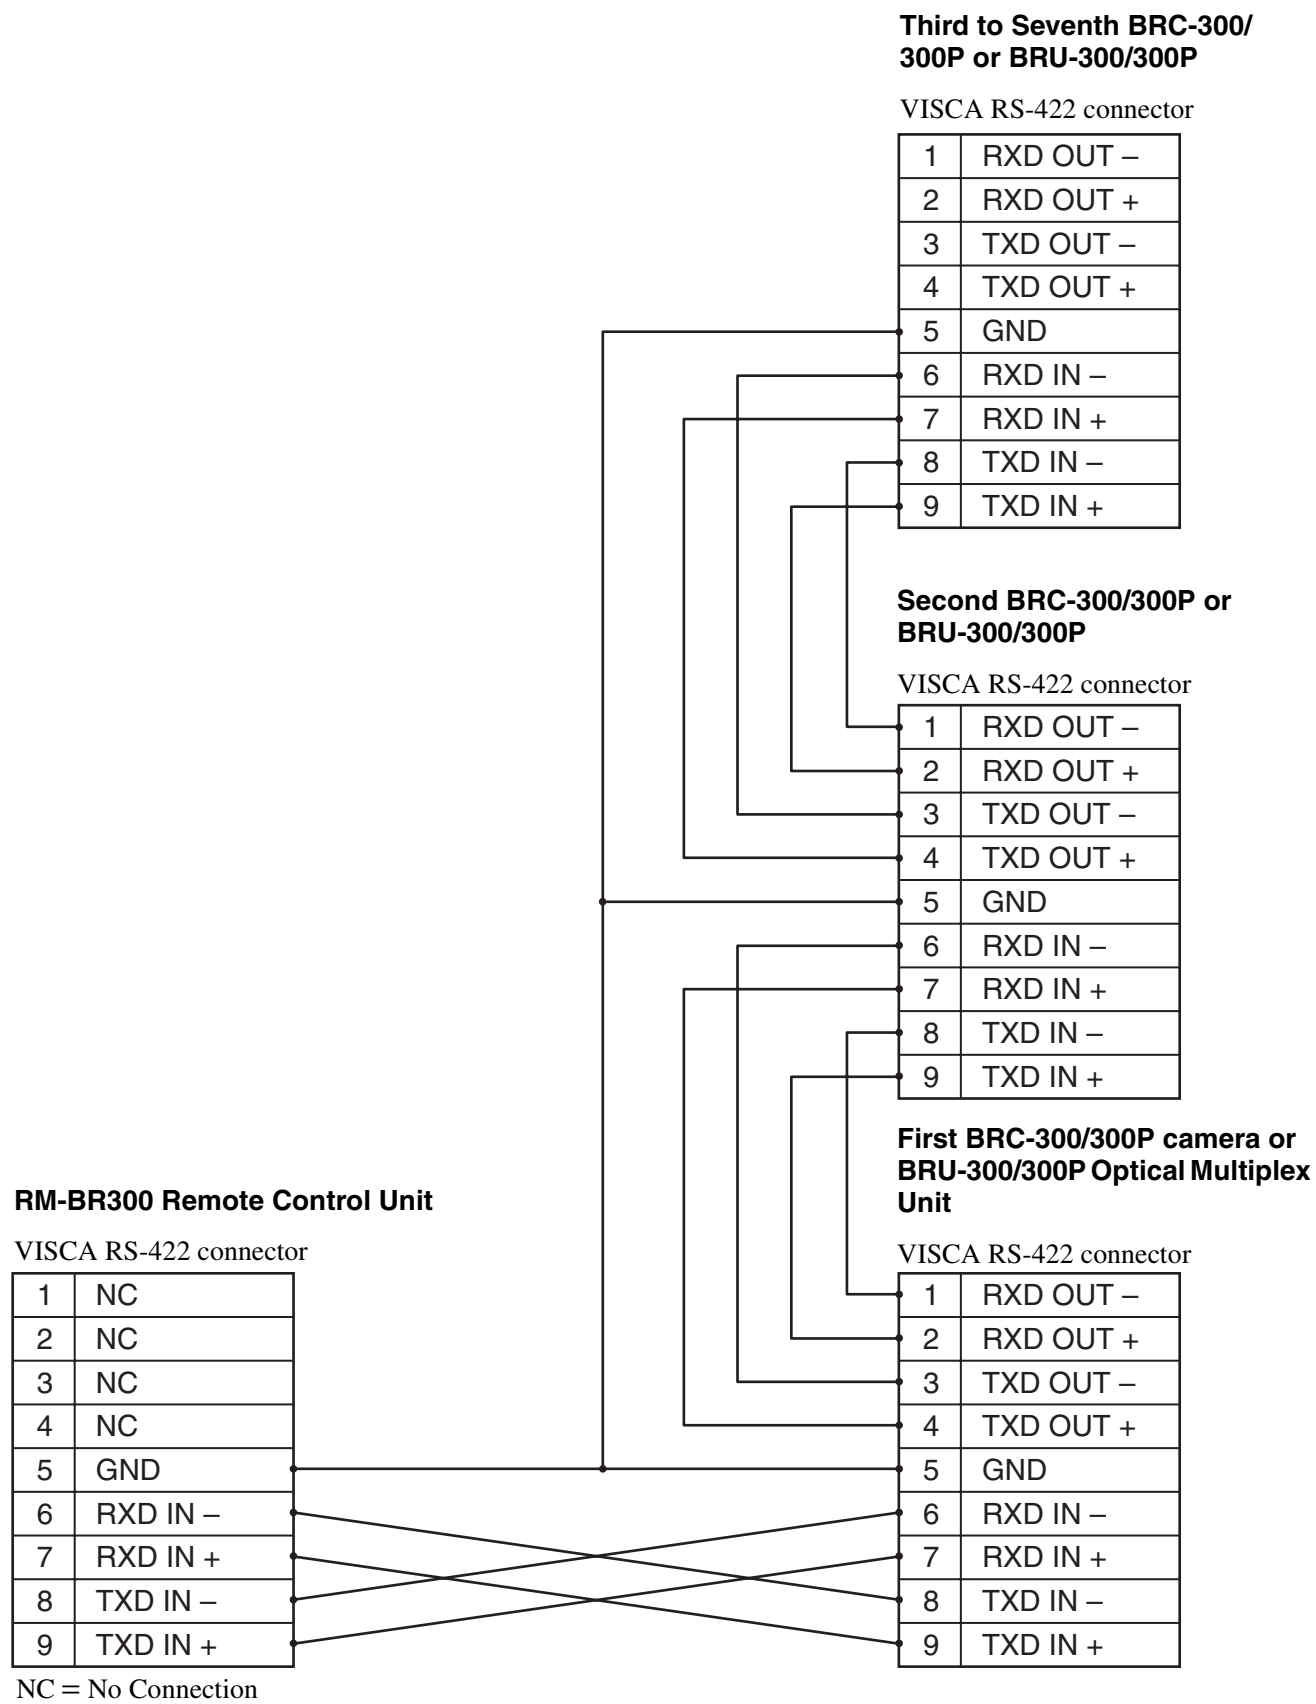 Third to Seventh BRC-300/
300P or BRU-300/300P
VISCA RS-422 connector
1 RXD OUT –
2 RXD OUT +
3 TXD OUT –
4 TXD OUT +
5 GND
6 RXD IN –
7 RXD IN +
8 TXD IN –
9 TXD IN +
Second BRC-300/300P or
BRU-300/300P
VISCA RS-422 connector
1 RXD OUT –
2 RXD OUT +
3 TXD OUT –
4 TXD OUT +
5 GND
6 RXD IN –
7 RXD IN +
8 TXD IN –
9 TXD IN +
RM-BR300 Remote Control Unit
VISCA RS-422 connector
1 NC
2 NC
3 NC
4 NC
5 GND
6 RXD IN –
7 RXD IN +
8 TXD IN –
9 TXD IN +
NC = No Connection
First BRC-300/300P camera or
BRU-300/300P Optical Multiplex
Unit
VISCA RS-422 connector
1 RXD OUT –
2 RXD OUT +
3 TXD OUT –
4 TXD OUT +
5 GND
6 RXD IN –
7 RXD IN +
8 TXD IN –
9 TXD IN +